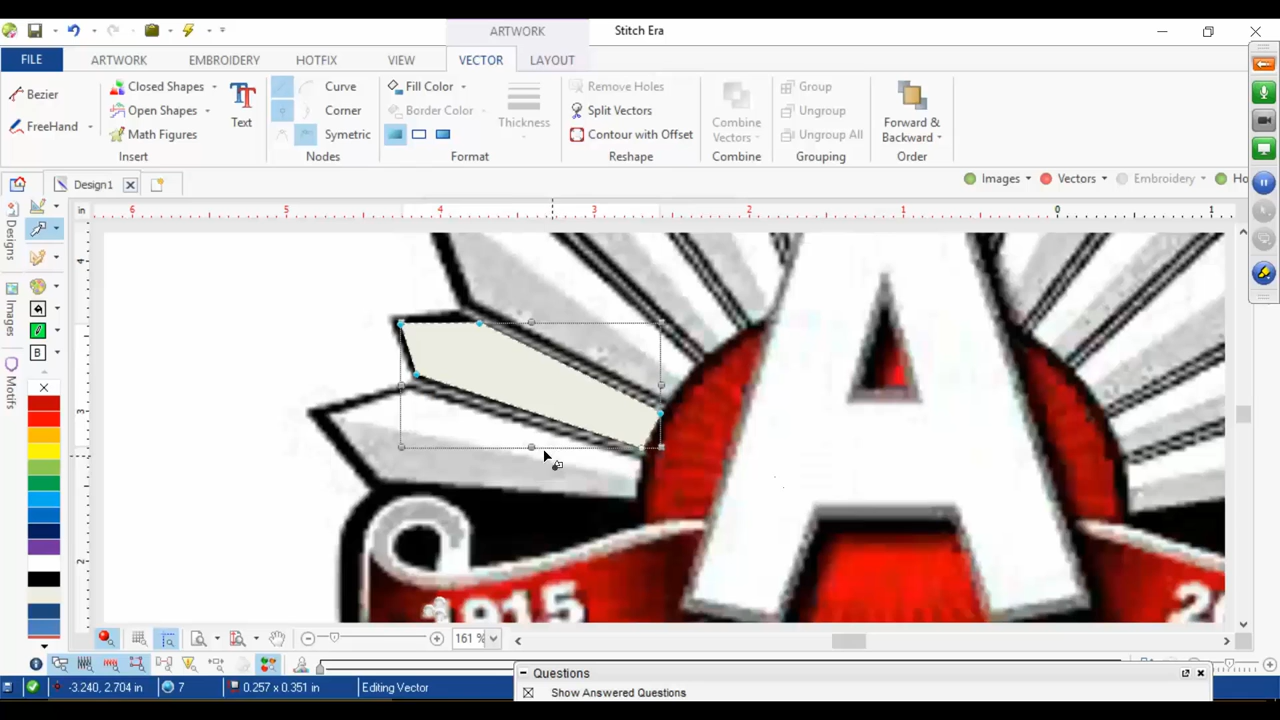 ARTWORK
Stitch Era
FILE ARTWORK EMBROIDERY HOTFIX VIEW VECTOR LAYOUT
Bezier
FreeHand
Closed Shapes
Open Shapes
Math Figures
Text
Insert
Curve
Corner
Symetric
Nodes
Fill Color
Border Color
Thickness
Format
Remove Holes
Split Vectors
Contour with Offset
Reshape
Combine
Vectors
Combine
Group
Ungroup
Ungroup All
Grouping
Forward &
Backward
Order
Design1
Images Vectors Embroidery Ho
in 6 5 4 3 2 1 0 1
Designs
Images
Motifs
B
4
3
2
A
1915
161 %
Questions
Show Answered Questions
-3.240, 2.704 in 7 0.257 x 0.351 in Editing Vector